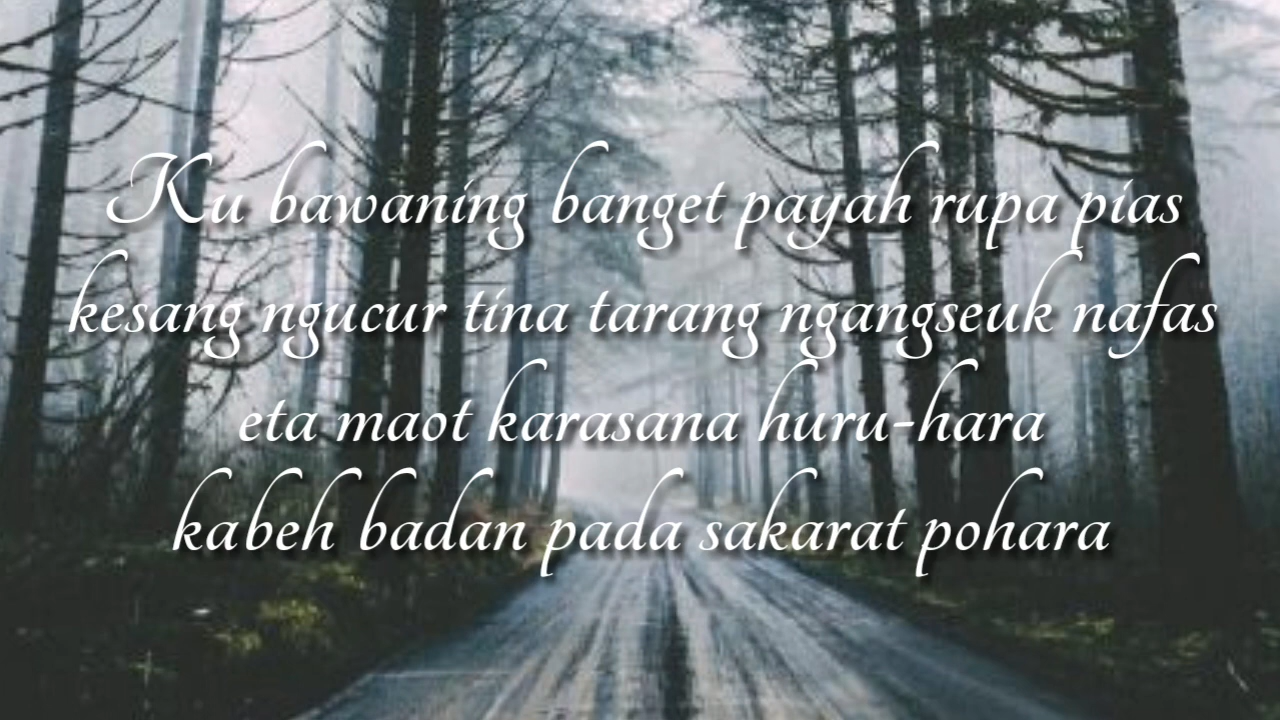 Ku bawaning banget payah rupa pias
kesang ngucur tina tarang ngangseuk nafas
eta maot karasana huru-hara
kabeh badan pada sakarat pohara